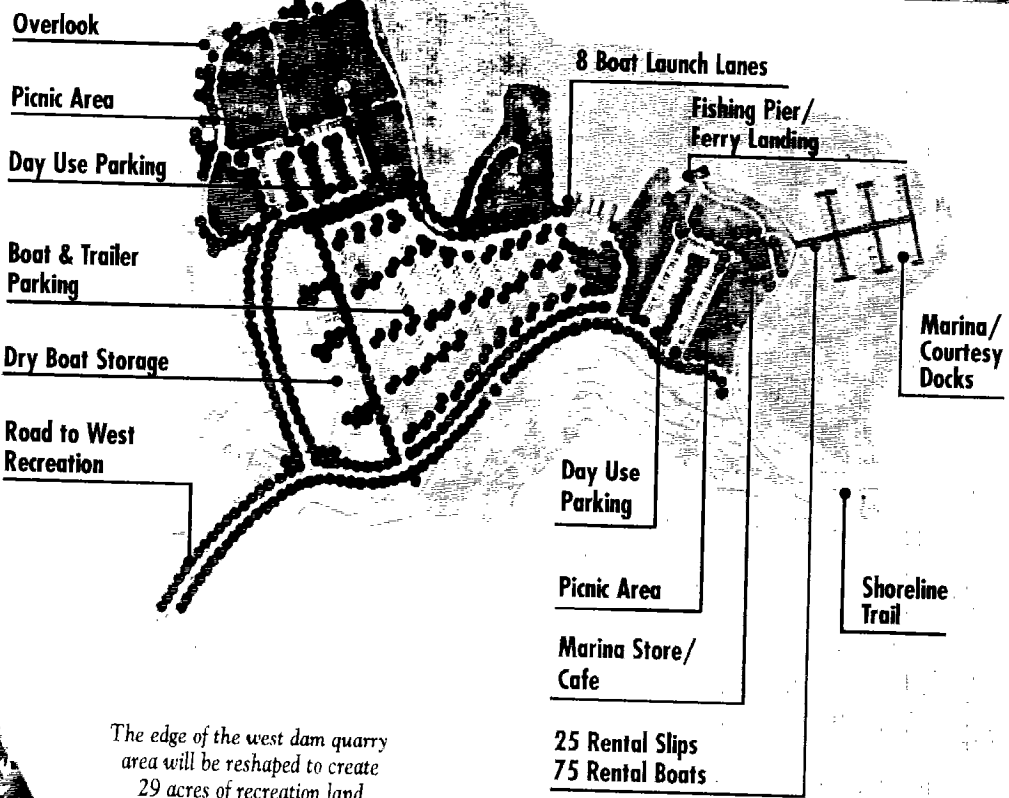 Overlook
Picnic Area
Day Use Parking
Boat & Trailer
Parking
Dry Boat Storage
Road to West
Recreation
8 Boat Launch Lanes
Fishing Pier/
Ferry Landing
Marina/
Courtesy
Docks
Day Use
Parking
Picnic Area
Marina Store/
Cafe
25 Rental Slips
75 Rental Boats
Shoreline
Trail
The edge of the west dam quarry
area will be reshaped to create
29 acres of recreation land